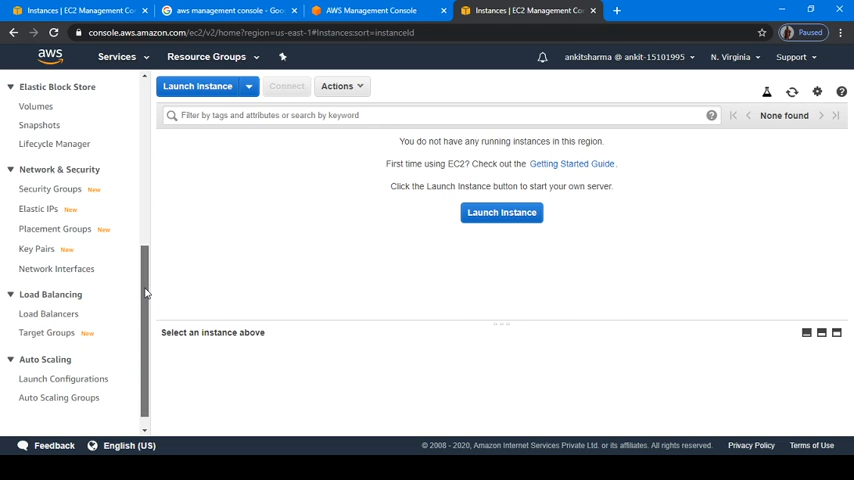 Instances | EC2 Management Co
aws management console - Goo
AWS Management Console
Instances | EC2 Management Co
console.aws.amazon.com/ec2/v2/home?region=us-east-1#Instances:sort=instanceId
Paused
aws
Services
Resource Groups
ankitsharma @ ankit-15101995
N. Virginia
Support
Elastic Block Store
Volumes
Snapshots
Lifecycle Manager
Network & Security
Security Groups New
Elastic IPs New
Placement Groups New
Key Pairs New
Network Interfaces
Load Balancing
Load Balancers
Target Groups New
Auto Scaling
Launch Configurations
Auto Scaling Groups
Launch Instance
Connect
Actions
Filter by tags and attributes or search by keyword
None found
You do not have any running instances in this region.
First time using EC2? Check out the Getting Started Guide.
Click the Launch Instance button to start your own server.
Launch Instance
Select an instance above
Feedback
English (US)
© 2008 - 2020, Amazon Internet Services Private Ltd. or its affiliates. All rights reserved.
Privacy Policy
Terms of Use